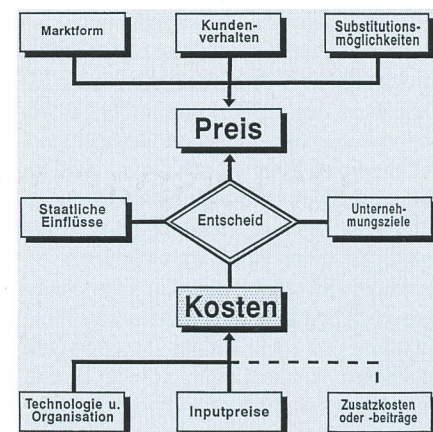 Marktform
Kunden-
verhalten
Substitutions-
möglichkeiten
Preis
Staatliche
Einflüsse
Entscheid
Unterneh-
mungsziele
Kosten
Technologie u.
Organisation
Inputpreise
Zusatzkosten
oder -beiträge